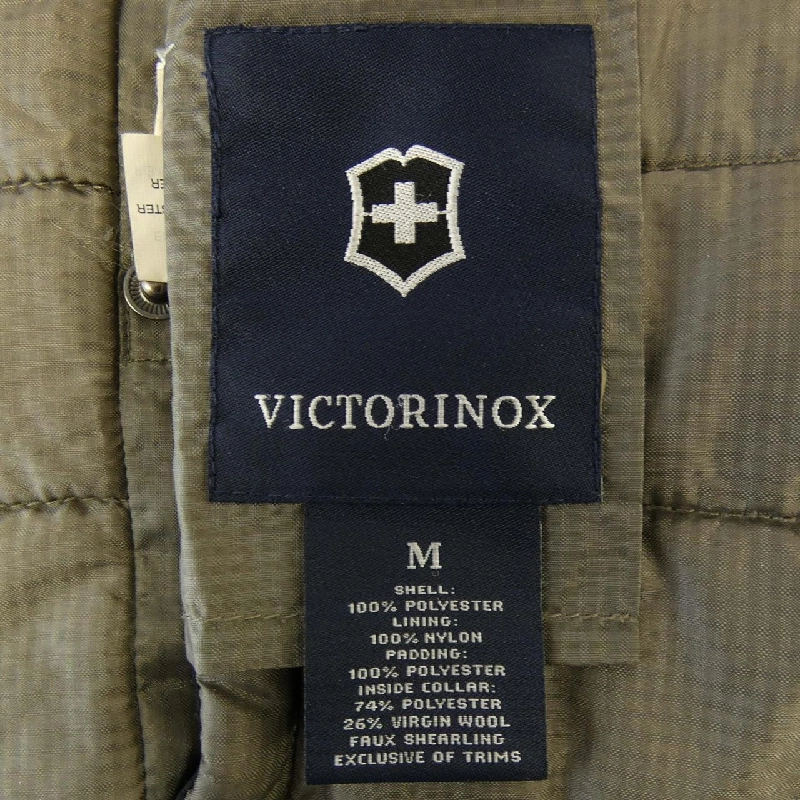 VICTORINOX
M
SHELL:
100% POLYESTER
LINING:
100% NYLON
PADDING:
100% POLYESTER
INSIDE COLLAR:
74% POLYESTER
26% VIRGIN WOOL
FAUX SHEARLING
EXCLUSIVE OF TRIMS